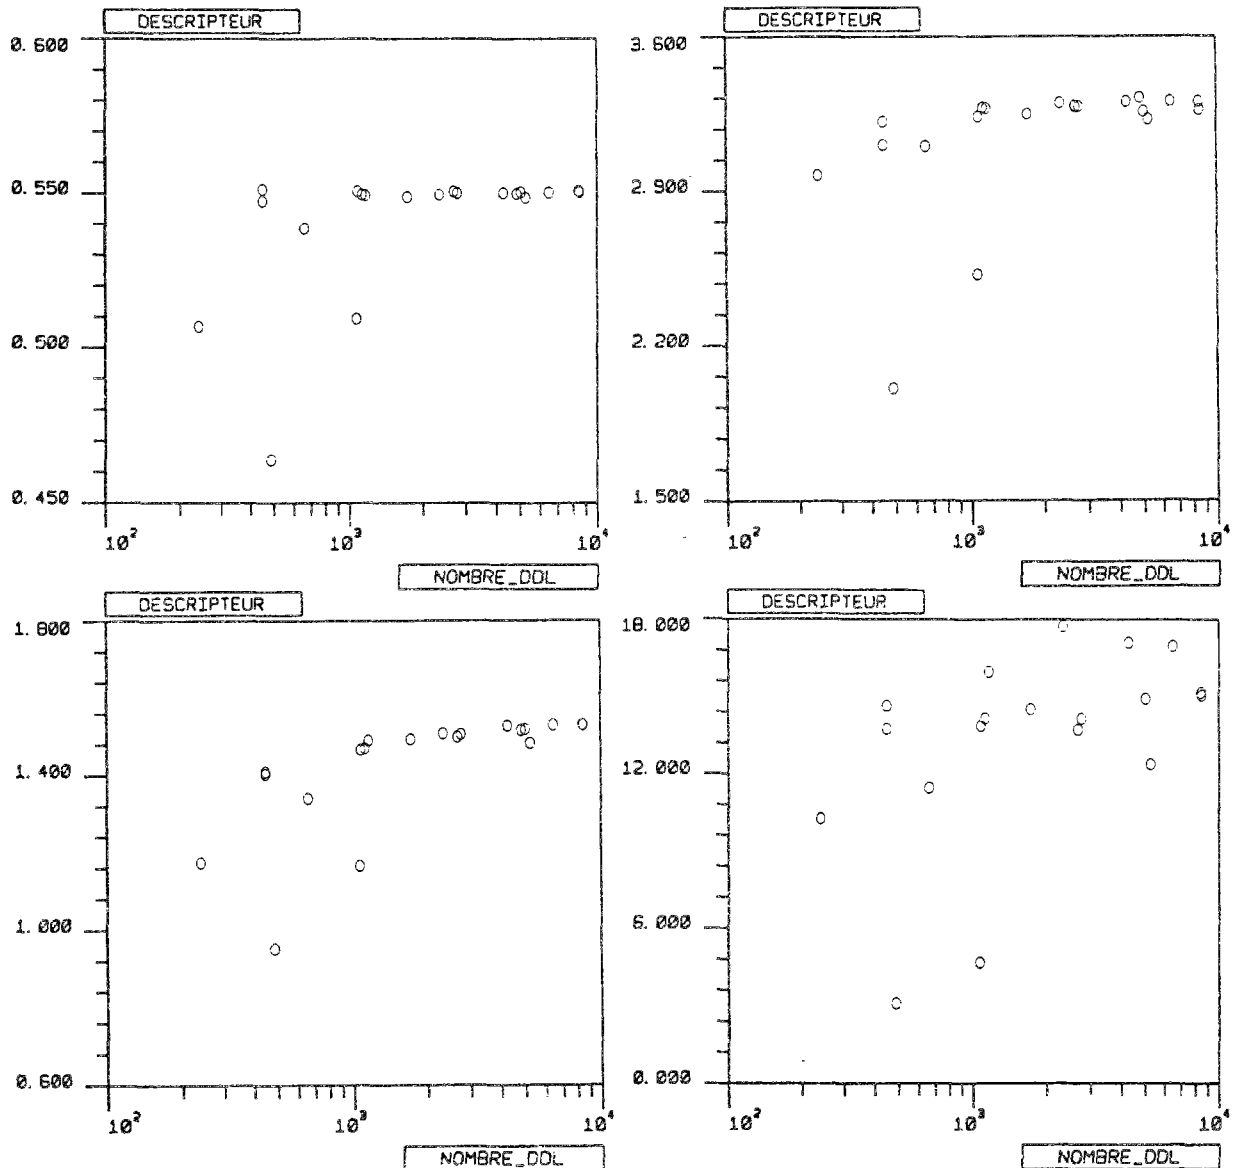 DESCRIPTEUR
0.600
0.550
0.500
0.450
10² 10³ 10⁴
NOMBRE_DDL
DESCRIPTEUR
3.600
2.900
2.200
1.500
10² 10³ 10⁴
NOMBRE_DDL
DESCRIPTEUR
1.800
1.400
1.000
0.600
10² 10³ 10⁴
NOMBRE_DDL
DESCRIPTEUR
18.000
12.000
6.000
0.000
10² 10³ 10⁴
NOMBRE_DDL